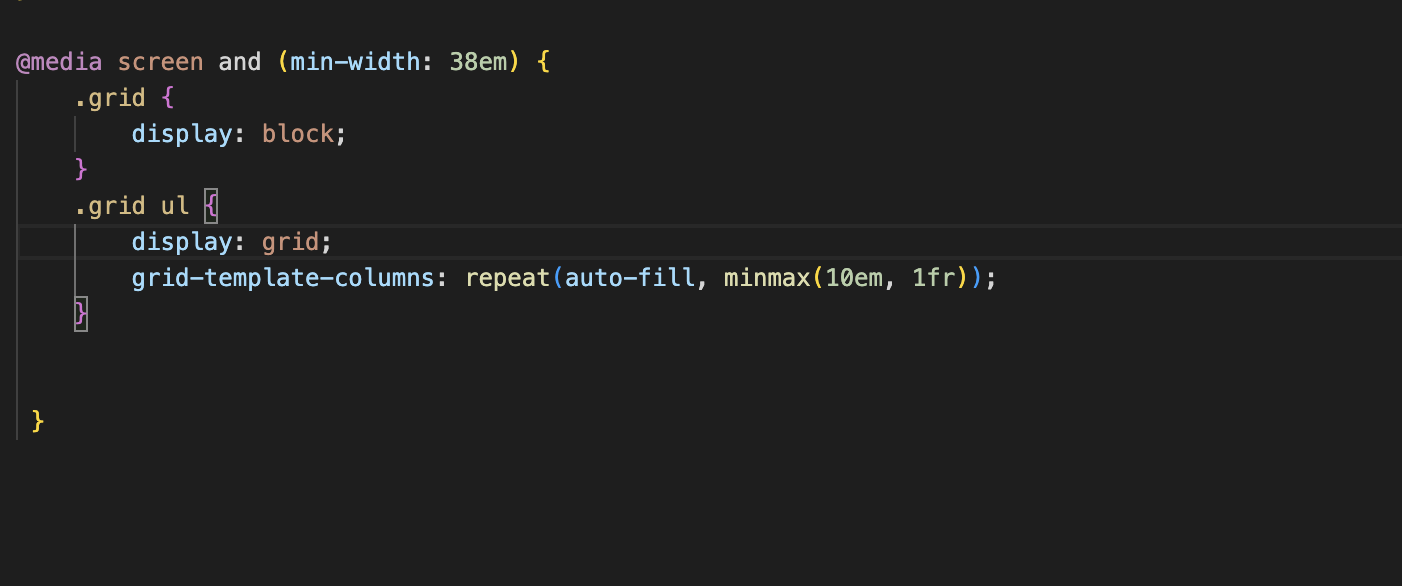 @media screen and (min-width: 38em) {
.grid {
display: block;
}
.grid ul {
display: grid;
grid-template-columns: repeat(auto-fill, minmax(10em, 1fr));
}
}